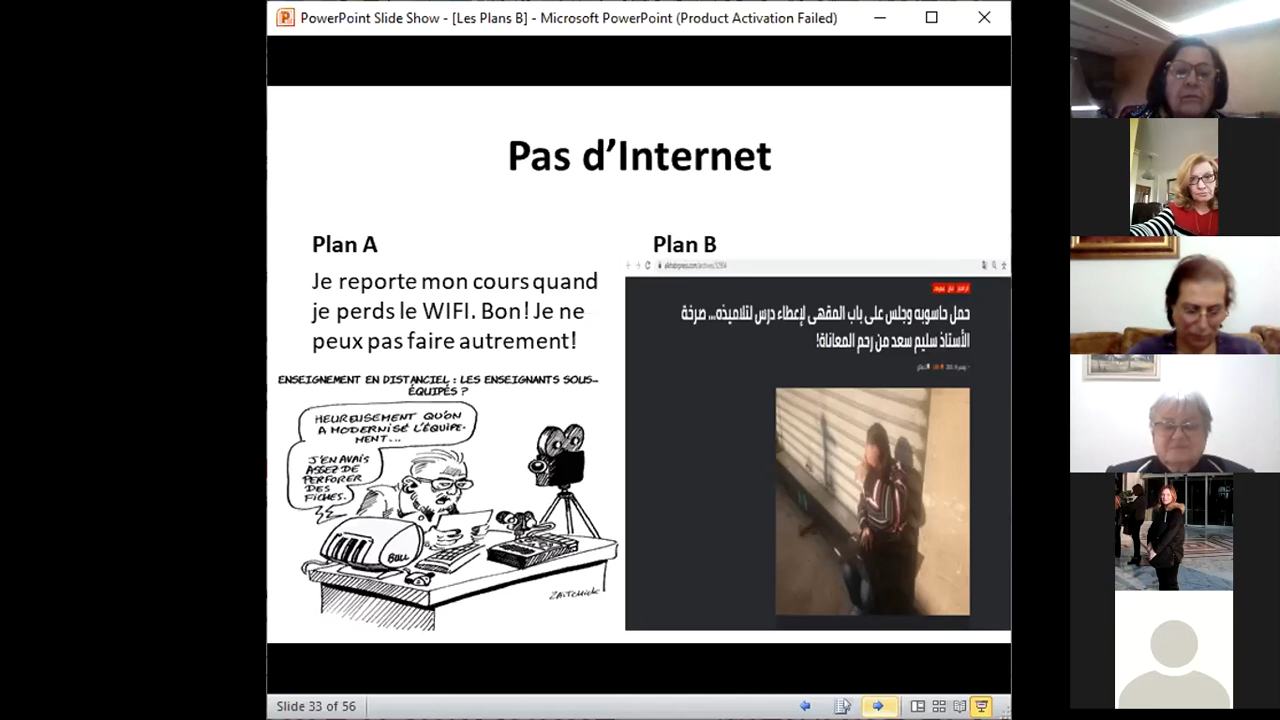 PowerPoint Slide Show - [Les Plans B] - Microsoft PowerPoint (Product Activation Failed)
Pas d’Internet
Plan A
Je reporte mon cours quand
je perds le WIFI. Bon! Je ne
peux pas faire autrement!
ENSEIGNEMENT EN DISTANCIEL : LES ENSEIGNANTS SOUS-
ÉQUIPÉS ?
HEUREUSEMENT QU'ON
A MODERNISÉ L'ÉQUIPE-
MENT...
J'EN AVAIS
ASSEZ DE
PERFORER
DES
FICHES.
BULL
Plan B
حمل حاسوبه وجلس على باب المقهى لإعطاء درس لتلاميذه... صرخة
الأستاذ سليم سعد من رحم المعاناة!
Slide 33 of 56